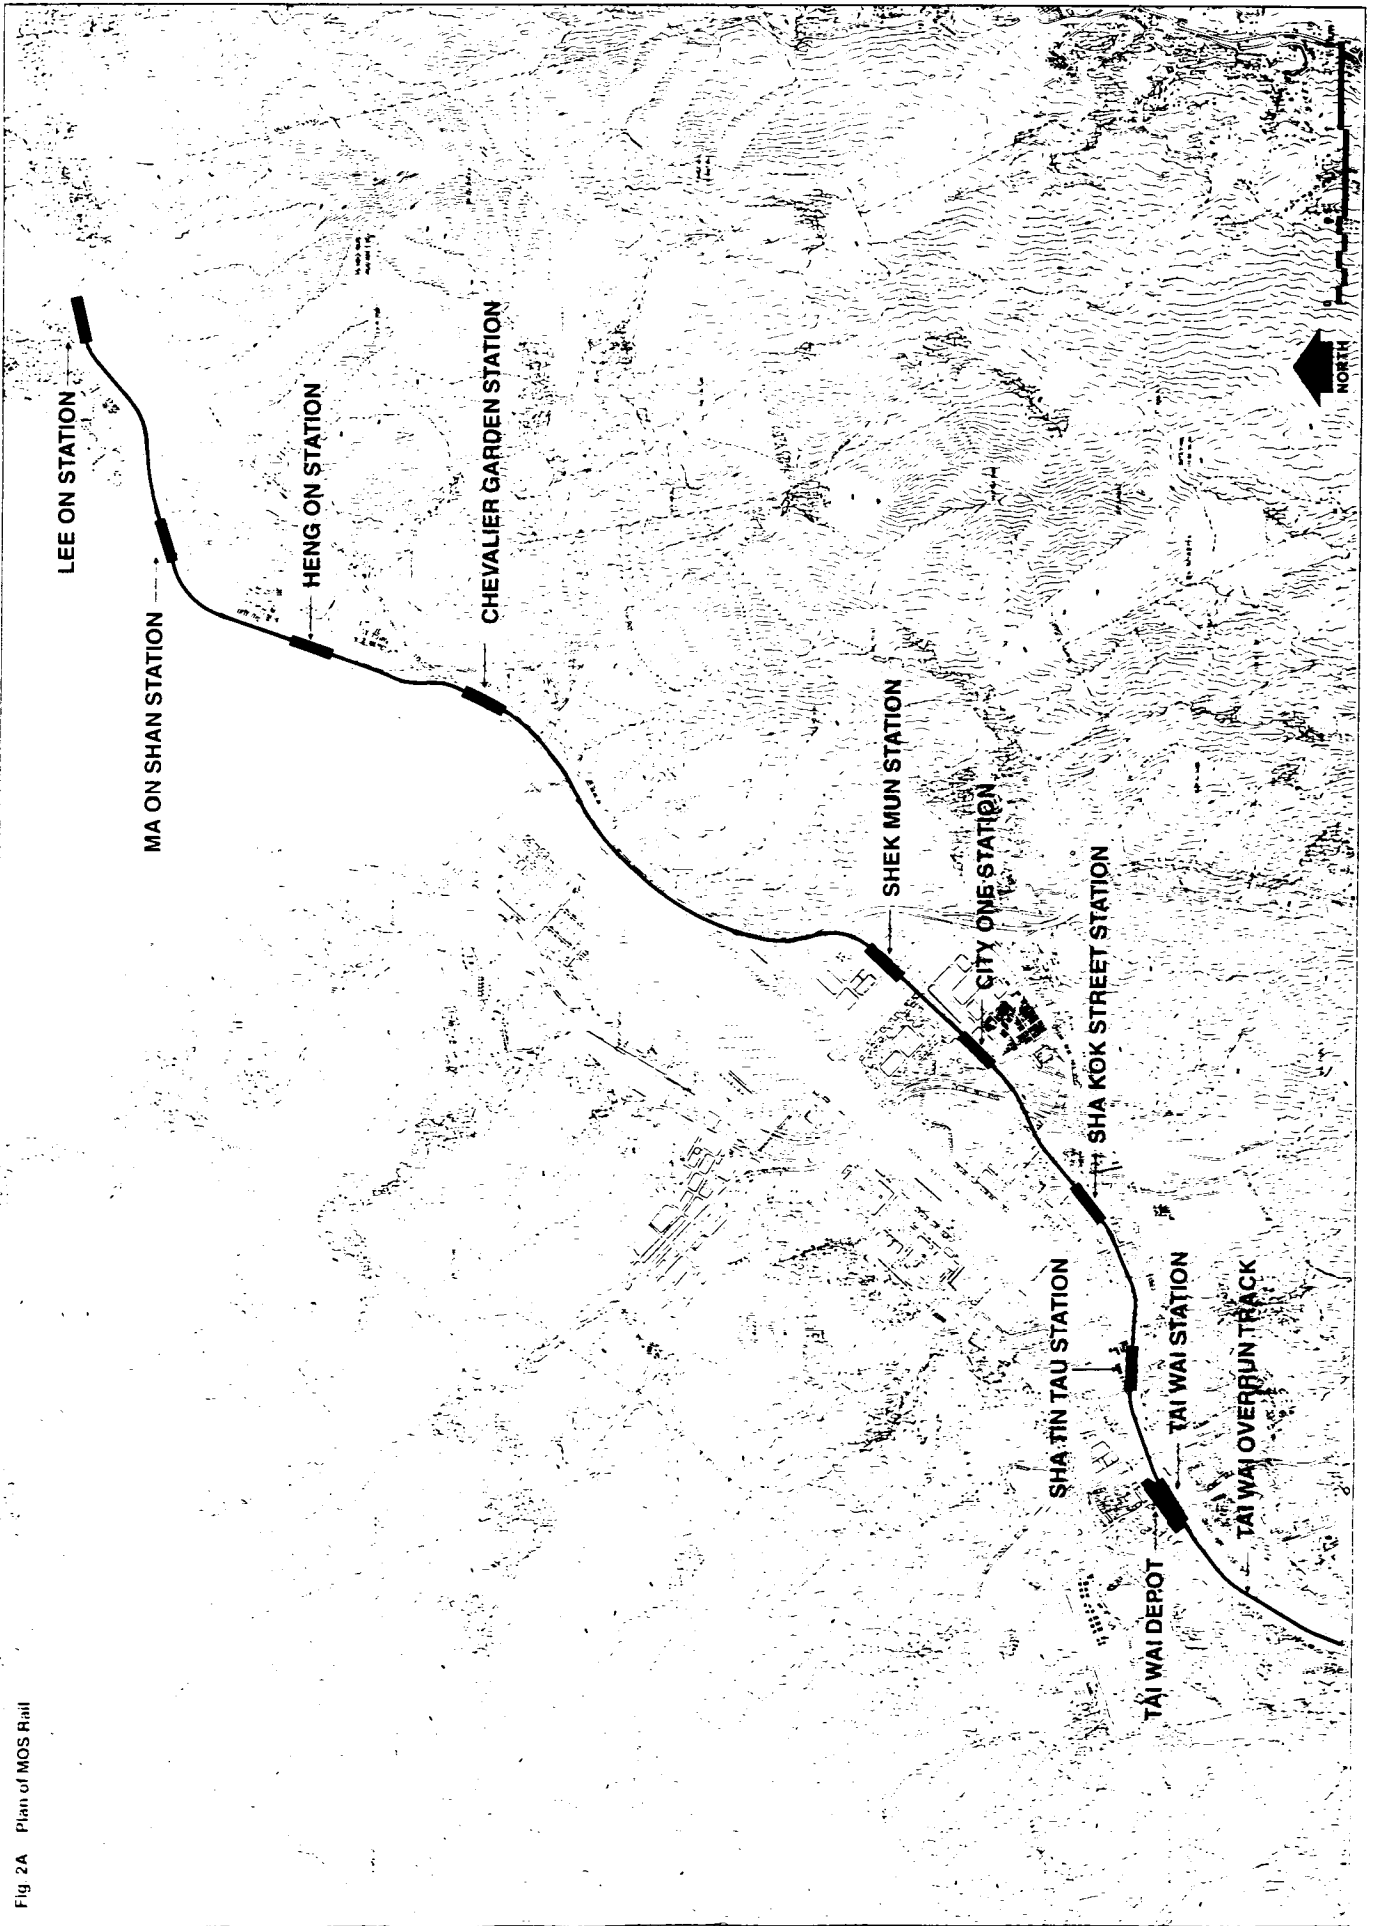 Fig. 2A Plan of MOS Rail
LEE ON STATION
MA ON SHAN STATION
HENG ON STATION
CHEVALIER GARDEN STATION
SHEK MUN STATION
CITY ONE STATION
SHA KOK STREET STATION
SHA TIN TAU STATION
TAI WAI STATION
TAI WAI DEPOT
TAI WAI OVERRUN TRACK
NORTH
0